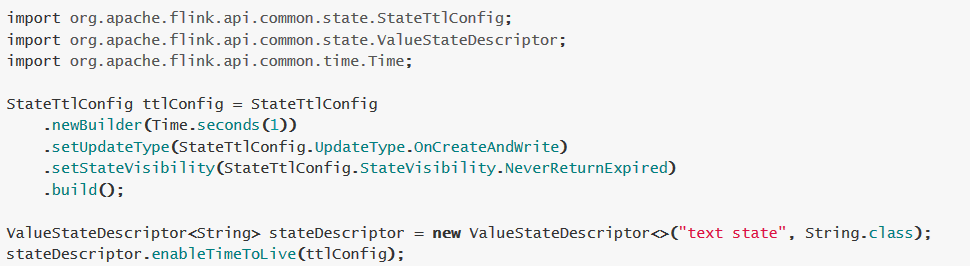 import org.apache.flink.api.common.state.StateTtlConfig;
import org.apache.flink.api.common.state.ValueStateDescriptor;
import org.apache.flink.api.common.time.Time;

StateTtlConfig ttlConfig = StateTtlConfig
    .newBuilder(Time.seconds(1))
    .setUpdateType(StateTtlConfig.UpdateType.OnCreateAndWrite)
    .setStateVisibility(StateTtlConfig.StateVisibility.NeverReturnExpired)
    .build();

ValueStateDescriptor<String> stateDescriptor = new ValueStateDescriptor<>("text state", String.class);
stateDescriptor.enableTimeToLive(ttlConfig);